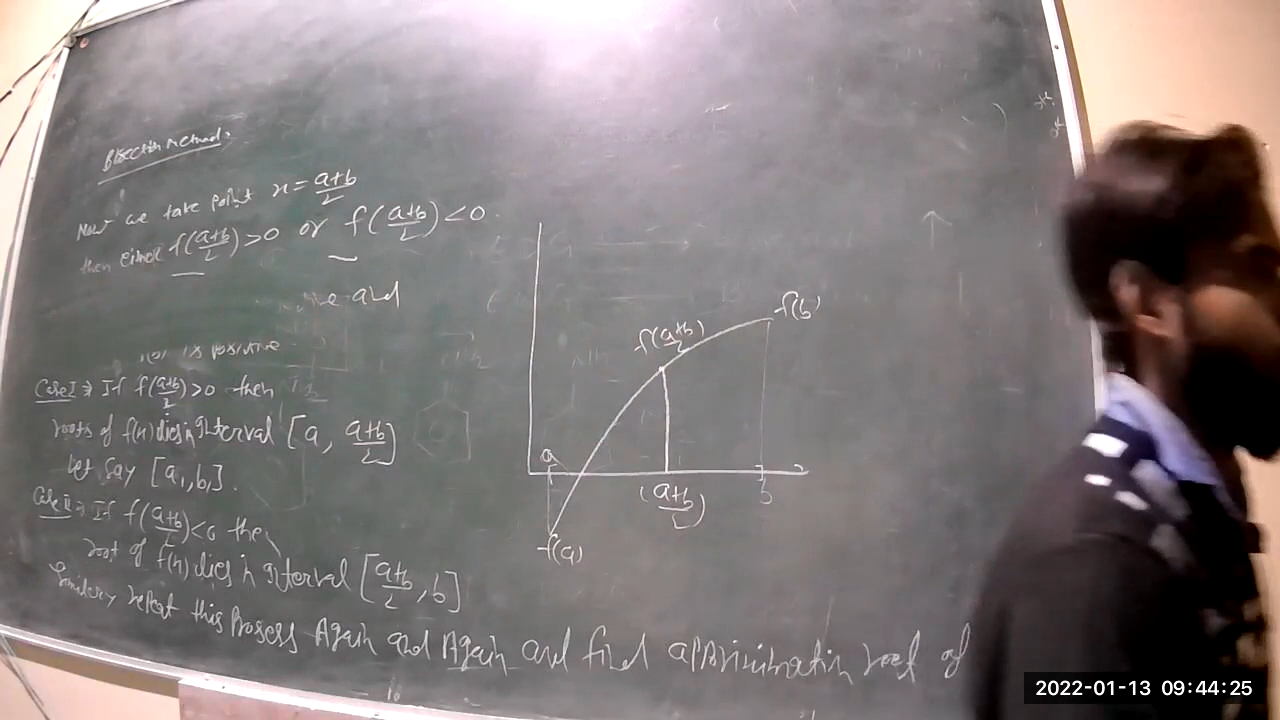 Bisection Method:
Now we take point x = a+b/2
then either f(a+b/2) > 0 or f(a+b/2) < 0
and
is positive
Case I → If f(a+b/2) > 0 then
roots of f(x) lies in interval [a, a+b/2]
let say [a₁, b₁].
Case II → If f(a+b/2) < 0 then
root of f(x) lies in interval [a+b/2, b]
Similary repeat this Prosess Again and Again and find approximation root of
f(b)
f(a+b/2)
a
(a+b/2)
b
f(a)
2022-01-13 09:44:25